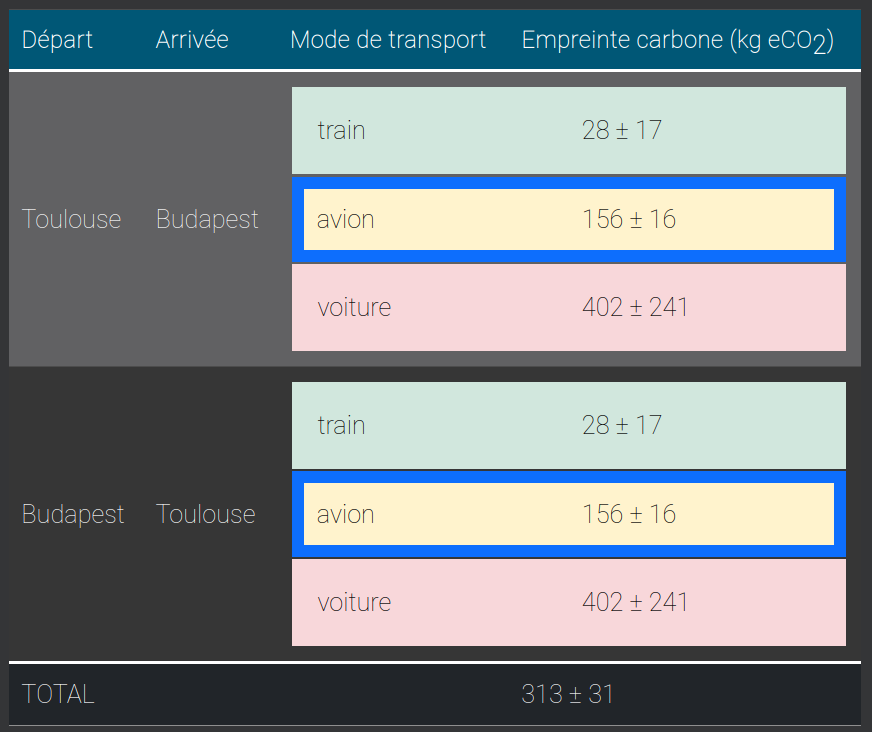 Départ Arrivée Mode de transport Empreinte carbone (kg eCO2)
train 28 ± 17
Toulouse Budapest avion 156 ± 16
voiture 402 ± 241
train 28 ± 17
Budapest Toulouse avion 156 ± 16
voiture 402 ± 241
TOTAL 313 ± 31